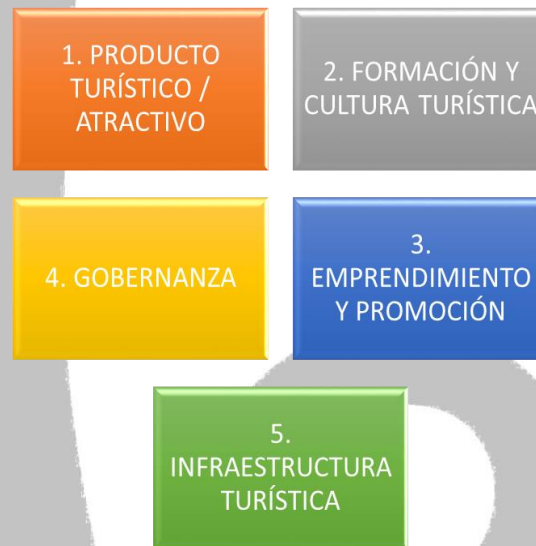 1. PRODUCTO
TURÍSTICO /
ATRACTIVO
2. FORMACIÓN Y
CULTURA TURÍSTICA
4. GOBERNANZA
3.
EMPRENDIMIENTO
Y PROMOCIÓN
5.
INFRAESTRUCTURA
TURÍSTICA